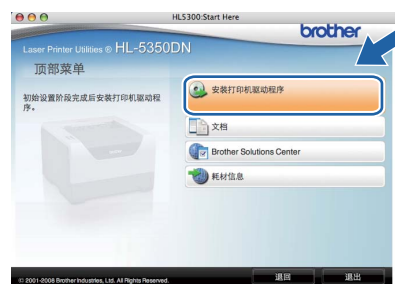 HL5300:Start Here
brother
Laser Printer Utilities ® HL-5350DN
顶部菜单
初始设置阶段完成后安装打印机驱动程
序。
安装打印机驱动程序
文档
Brother Solutions Center
耗材信息
© 2001-2008 Brother Industries, Ltd. All Rights Reserved.
退回
退出